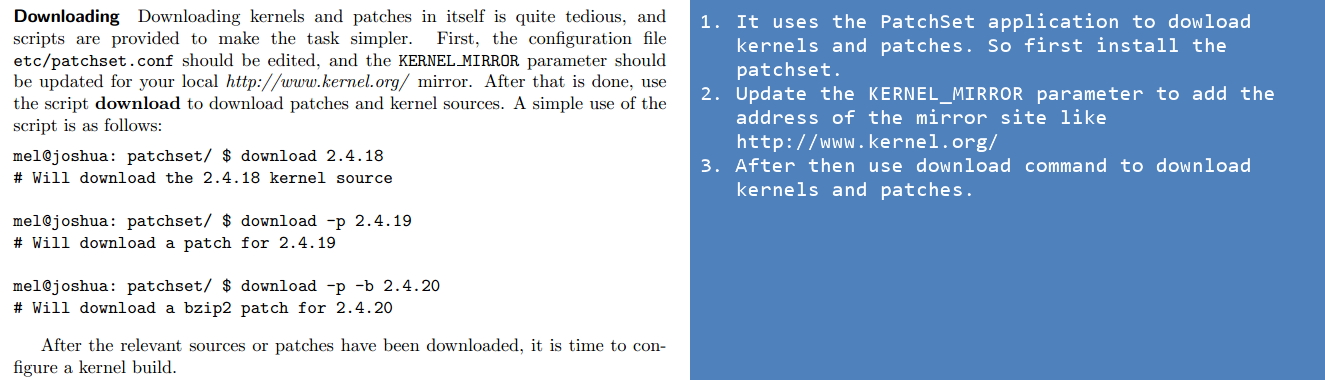 Downloading Downloading kernels and patches in itself is quite tedious, and
scripts are provided to make the task simpler. First, the configuration file
etc/patchset.conf should be edited, and the KERNEL_MIRROR parameter should
be updated for your local http://www.kernel.org/ mirror. After that is done, use
the script download to download patches and kernel sources. A simple use of the
script is as follows:
mel@joshua: patchset/ $ download 2.4.18
# Will download the 2.4.18 kernel source
mel@joshua: patchset/ $ download -p 2.4.19
# Will download a patch for 2.4.19
mel@joshua: patchset/ $ download -p -b 2.4.20
# Will download a bzip2 patch for 2.4.20
After the relevant sources or patches have been downloaded, it is time to con-
figure a kernel build.
1. It uses the PatchSet application to dowload
kernels and patches. So first install the
patchset.
2. Update the KERNEL_MIRROR parameter to add the
address of the mirror site like
http://www.kernel.org/
3. After then use download command to download
kernels and patches.